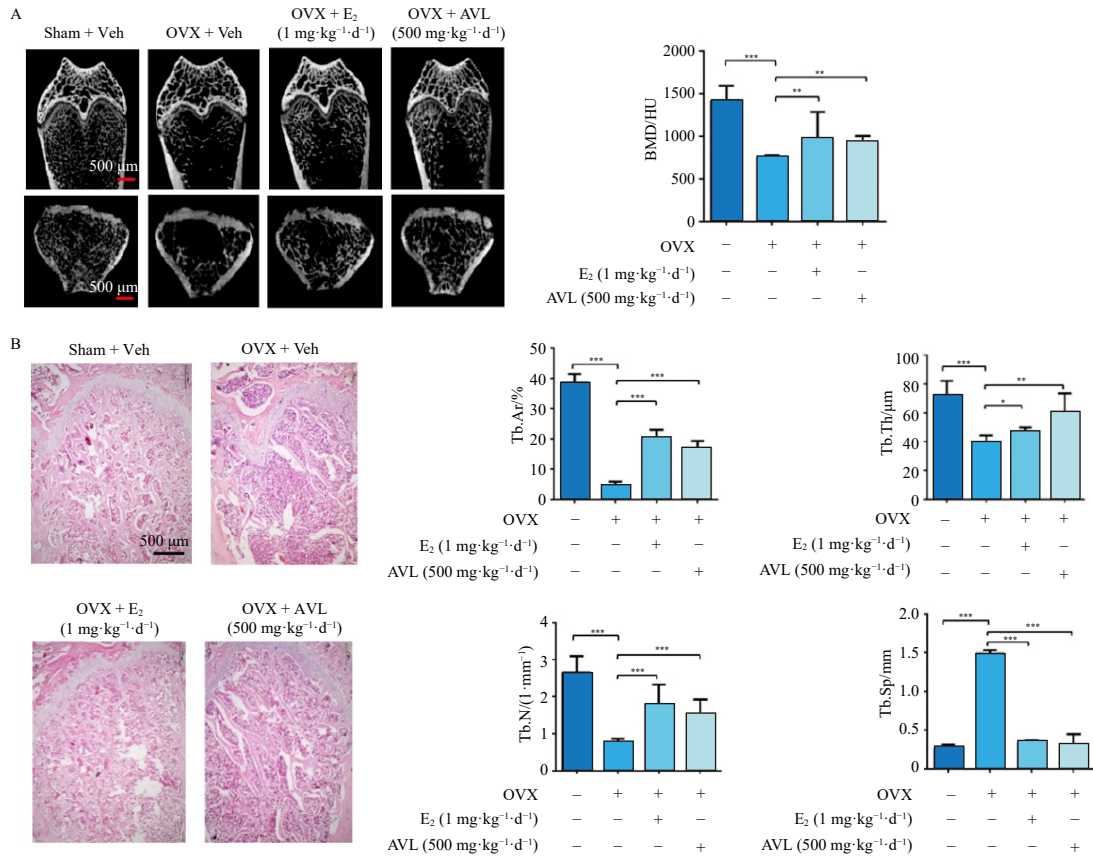 A
Sham + Veh
OVX + Veh
OVX + E₂
(1 mg·kg⁻¹·d⁻¹)
OVX + AVL
(500 mg·kg⁻¹·d⁻¹)
500 μm
500 μm
2000
1500
1000
500
0
BMD/HU
***
**
**
OVX
– + + +
E₂ (1 mg·kg⁻¹·d⁻¹)
– – + –
AVL (500 mg·kg⁻¹·d⁻¹)
– – – +
B
Sham + Veh
OVX + Veh
500 μm
OVX + E₂
(1 mg·kg⁻¹·d⁻¹)
OVX + AVL
(500 mg·kg⁻¹·d⁻¹)
50
40
30
20
10
0
Tb.Ar/%
***
***
***
OVX
– + + +
E₂ (1 mg·kg⁻¹·d⁻¹)
– – + –
AVL (500 mg·kg⁻¹·d⁻¹)
– – – +
100
80
60
40
20
0
Tb.Th/μm
***
**
*
OVX
– + + +
E₂ (1 mg·kg⁻¹·d⁻¹)
– – + –
AVL (500 mg·kg⁻¹·d⁻¹)
– – – +
4
3
2
1
0
Tb.N/(1·mm⁻¹)
***
***
***
OVX
– + + +
E₂ (1 mg·kg⁻¹·d⁻¹)
– – + –
AVL (500 mg·kg⁻¹·d⁻¹)
– – – +
2.0
1.5
1.0
0.5
0
Tb.Sp/mm
***
***
***
OVX
– + + +
E₂ (1 mg·kg⁻¹·d⁻¹)
– – + –
AVL (500 mg·kg⁻¹·d⁻¹)
– – – +